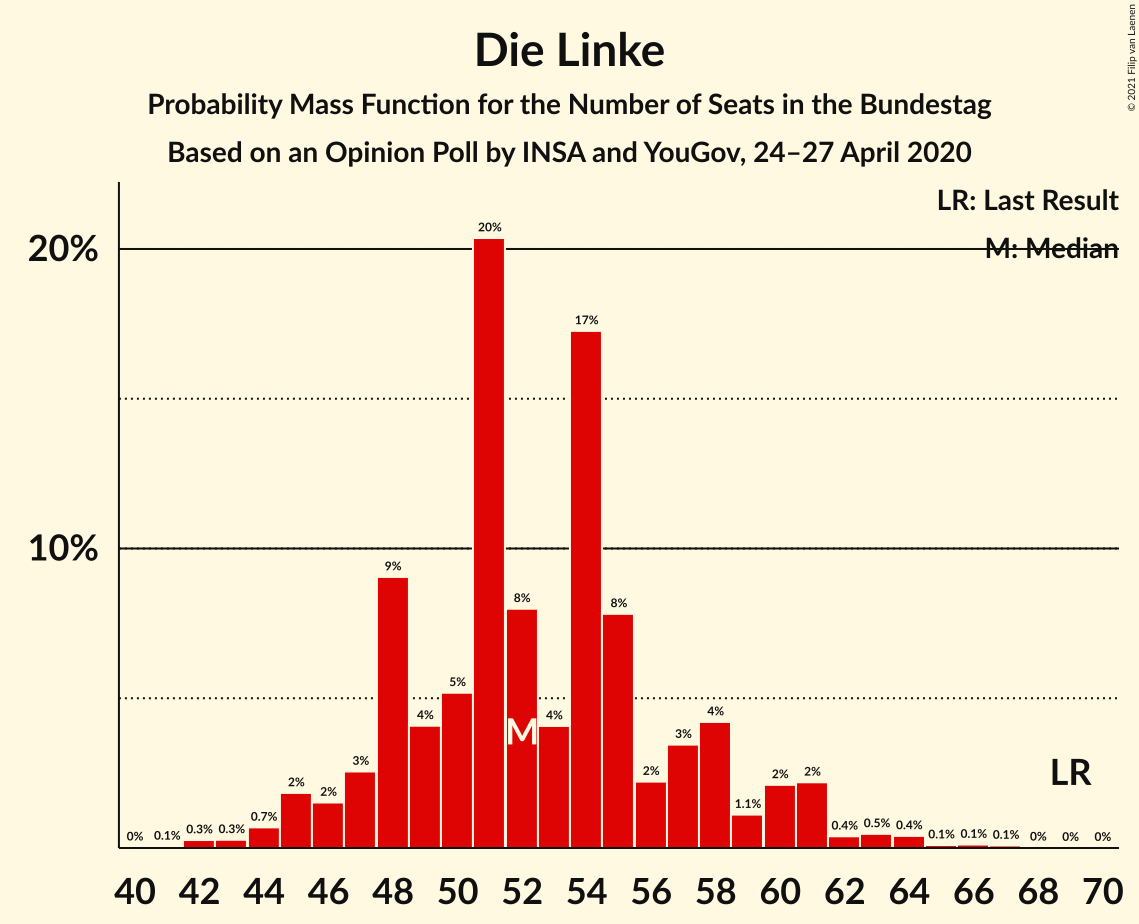 Die Linke
Probability Mass Function for the Number of Seats in the Bundestag
Based on an Opinion Poll by INSA and YouGov, 24–27 April 2020
© 2021 Filip van Laenen
LR: Last Result
M: Median
20%
10%
0% 0.1% 0.3% 0.3% 0.7% 2% 2% 3% 9% 4% 5% 20% 8% 4% 17% 8% 2% 3% 4% 1.1% 2% 2% 0.4% 0.5% 0.4% 0.1% 0.1% 0.1% 0% 0% 0%
M
LR
40 42 44 46 48 50 52 54 56 58 60 62 64 66 68 70